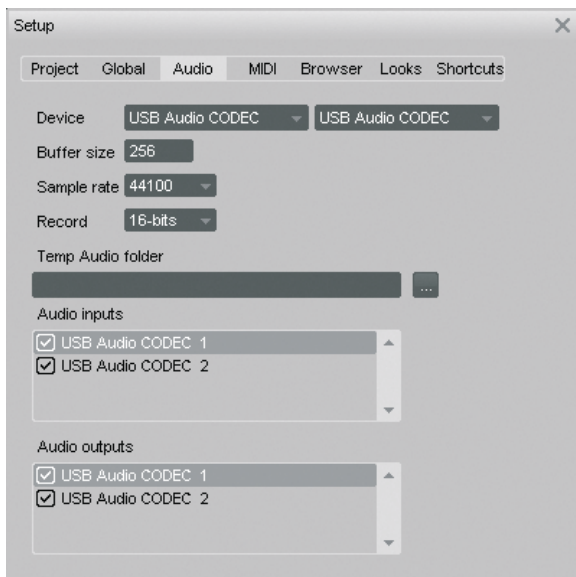 Setup
Project Global Audio MIDI Browser Looks Shortcuts
Device USB Audio CODEC USB Audio CODEC
Buffer size 256
Sample rate 44100
Record 16-bits
Temp Audio folder
...
Audio inputs
USB Audio CODEC 1
USB Audio CODEC 2
Audio outputs
USB Audio CODEC 1
USB Audio CODEC 2